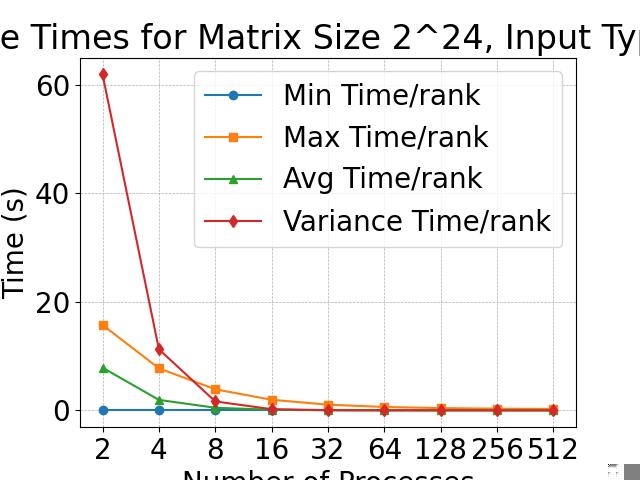 e Times for Matrix Size 2^24, Input Typ
Min Time/rank
Max Time/rank
Avg Time/rank
Variance Time/rank
Time (s)
60
40
20
0
2 4 8 16 32 64 128 256 512
Number of Processes